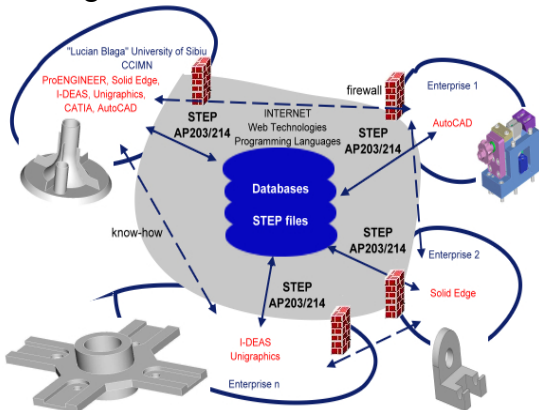 "Lucian Blaga" University of Sibiu
CCIMN
ProENGINEER, Solid Edge,
I-DEAS, Unigraphics,
CATIA, AutoCAD
firewall
Enterprise 1
AutoCAD
STEP
AP203/214
INTERNET
Web Technologies
Programming Languages
STEP
AP203/214
Databases
STEP files
know-how
STEP
AP203/214
Enterprise 2
Solid Edge
STEP
AP203/214
I-DEAS
Unigraphics
Enterprise n